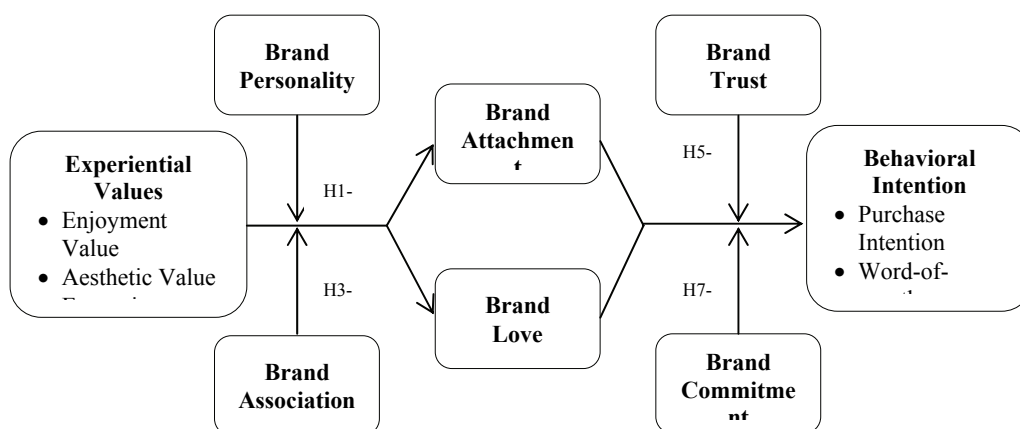 Brand
Personality
Brand
Trust
Brand
Attachmen
Experiential
Values
• Enjoyment
Value
• Aesthetic Value
H1-
H5-
Behavioral
Intention
• Purchase
Intention
• Word-of-
H3-
H7-
Brand
Love
Brand
Association
Brand
Commitme